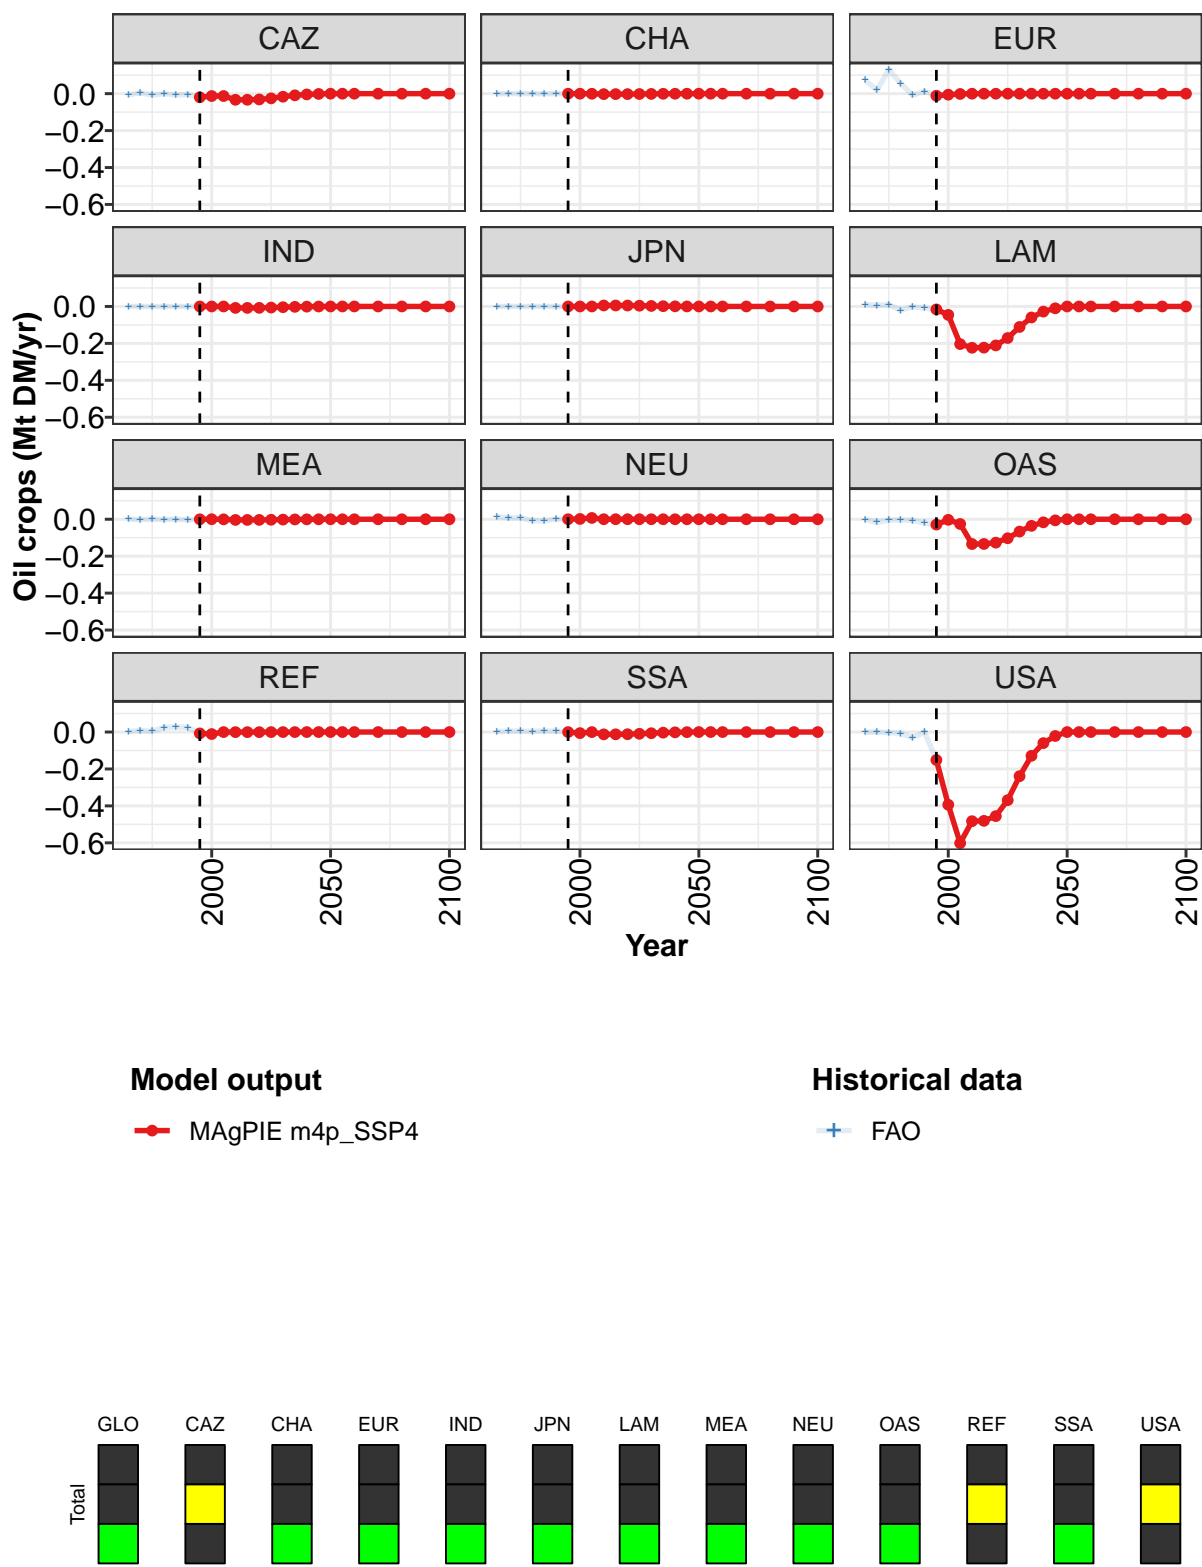 CAZ CHA EUR
0.0
−0.2
−0.4
−0.6
IND JPN LAM
0.0
−0.2
−0.4
−0.6
MEA NEU OAS
0.0
−0.2
−0.4
−0.6
REF SSA USA
0.0
−0.2
−0.4
−0.6
Oil crops (Mt DM/yr)
2000 2050 2100 2000 2050 2100 2000 2050 2100
Year
Model output Historical data
MAgPIE m4p_SSP4 FAO
GLO CAZ CHA EUR IND JPN LAM MEA NEU OAS REF SSA USA
Total